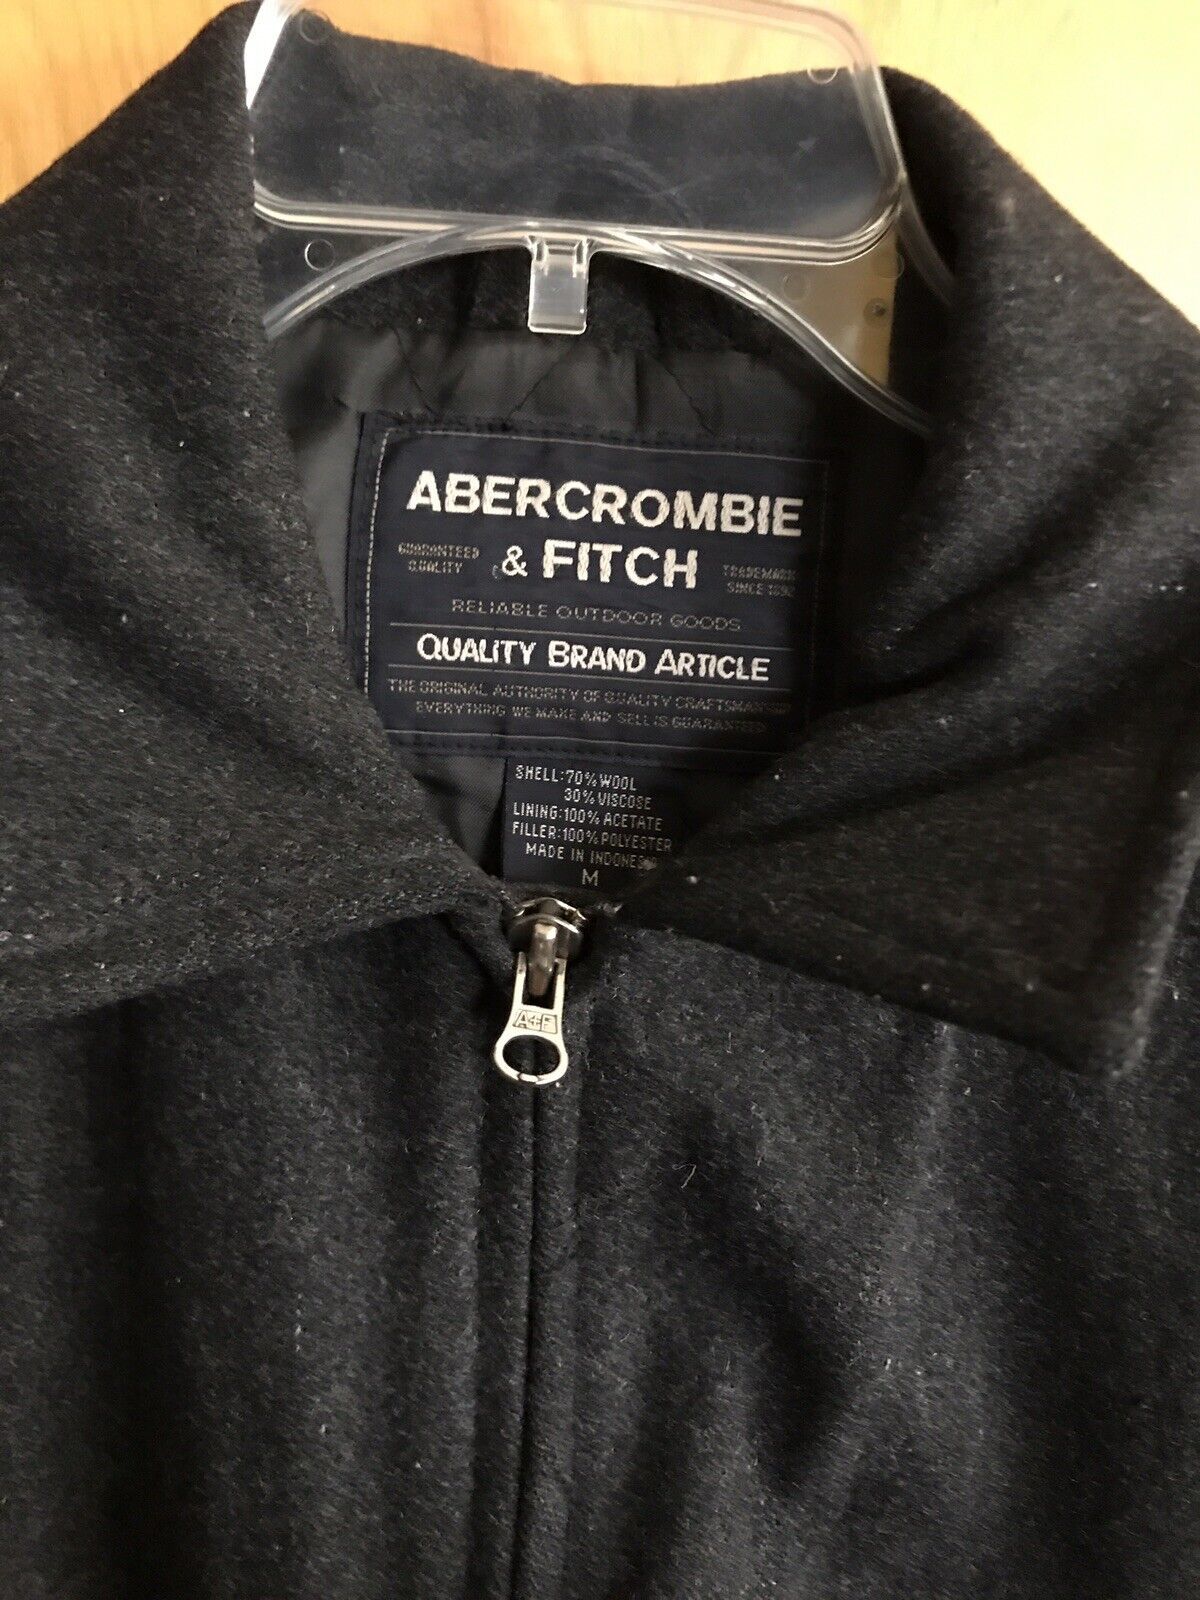 ABERCROMBIE
& FITCH
GUARANTEED
QUALITY
TRADEMARK
SINCE 1892
RELIABLE OUTDOOR GOODS
QUALITY BRAND ARTICLE
THE ORIGINAL AUTHORITY OF QUALITY CRAFTSMANSHIP
EVERYTHING WE MAKE AND SELL IS GUARANTEED
SHELL:70% WOOL
30% VISCOSE
LINING:100% ACETATE
FILLER:100% POLYESTER
MADE IN INDONESIA
M
A+F